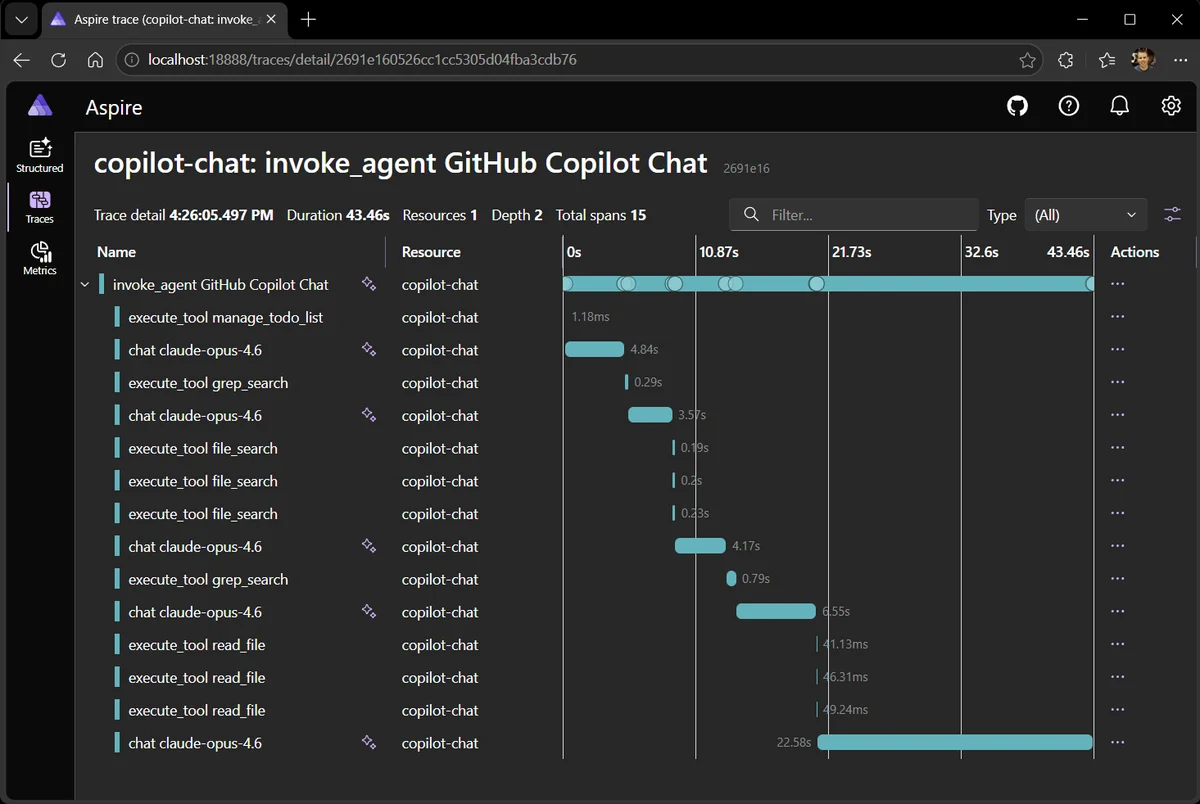 Aspire trace (copilot-chat: invoke_
localhost:18888/traces/detail/2691e160526cc1cc5305d04fba3cdb76
Aspire
Structured
Traces
Metrics
copilot-chat: invoke_agent GitHub Copilot Chat 2691e16
Trace detail 4:26:05.497 PM Duration 43.46s Resources 1 Depth 2 Total spans 15 Filter... Type (All)
Name Resource 0s 10.87s 21.73s 32.6s 43.46s Actions
invoke_agent GitHub Copilot Chat copilot-chat ...
execute_tool manage_todo_list copilot-chat 1.18ms ...
chat claude-opus-4.6 copilot-chat 4.84s ...
execute_tool grep_search copilot-chat 0.29s ...
chat claude-opus-4.6 copilot-chat 3.57s ...
execute_tool file_search copilot-chat 0.19s ...
execute_tool file_search copilot-chat 0.2s ...
execute_tool file_search copilot-chat 0.23s ...
chat claude-opus-4.6 copilot-chat 4.17s ...
execute_tool grep_search copilot-chat 0.79s ...
chat claude-opus-4.6 copilot-chat 6.55s ...
execute_tool read_file copilot-chat 41.13ms ...
execute_tool read_file copilot-chat 46.31ms ...
execute_tool read_file copilot-chat 49.24ms ...
chat claude-opus-4.6 copilot-chat 22.58s ...